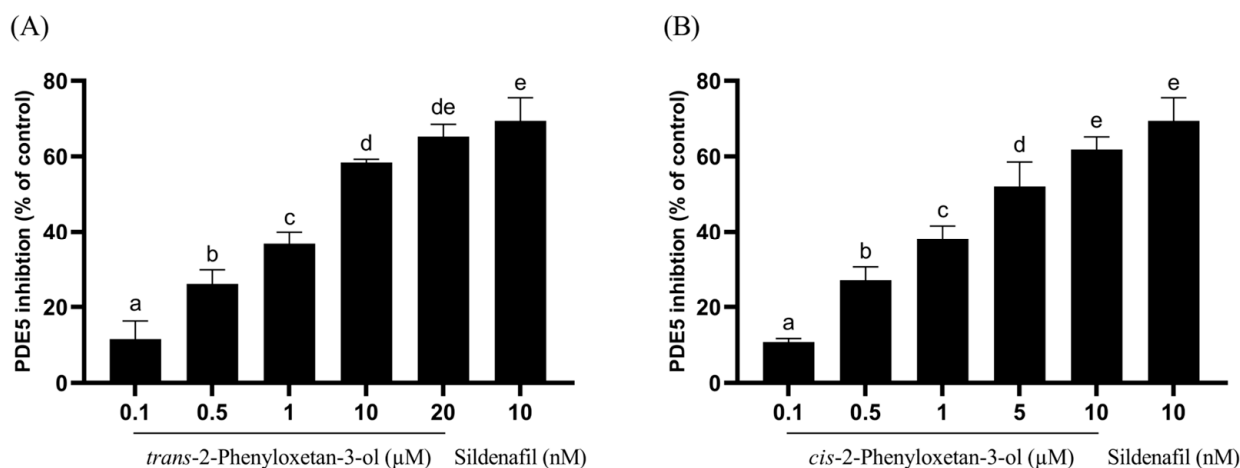 (A)
PDE5 inhibtion (% of control)
80
60
40
20
0
a
b
c
d
de
e
0.1 0.5 1 10 20 10
trans-2-Phenyloxetan-3-ol (µM) Sildenafil (nM)
(B)
PDE5 inhibtion (% of control)
80
60
40
20
0
a
b
c
d
e
e
0.1 0.5 1 5 10 10
cis-2-Phenyloxetan-3-ol (µM) Sildenafil (nM)